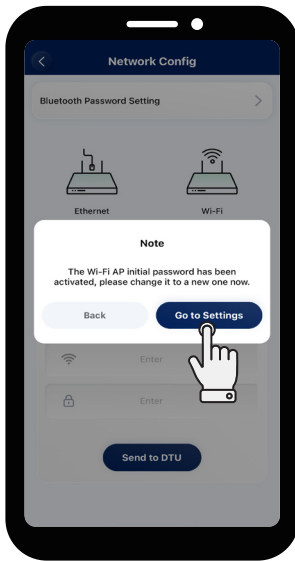 Network Config
Bluetooth Password Setting
Ethernet
Wi-Fi
Note
The Wi-Fi AP initial password has been
activated, please change it to a new one now.
Back
Go to Settings
Enter
Enter
Send to DTU